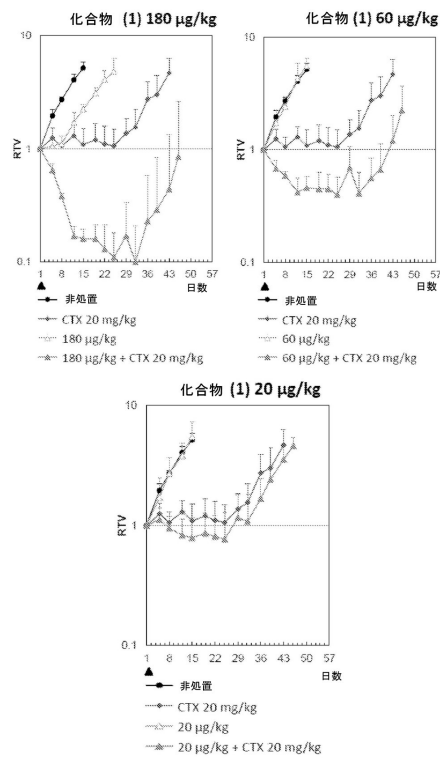 化合物 (1) 180 µg/kg
10
1
0.1
RTV
1 8 15 22 29 36 43 50 57
日数
▲
非処置
CTX 20 mg/kg
180 µg/kg
180 µg/kg + CTX 20 mg/kg
化合物 (1) 60 µg/kg
10
1
0.1
RTV
1 8 15 22 29 36 43 50 57
日数
▲
非処置
CTX 20 mg/kg
60 µg/kg
60 µg/kg + CTX 20 mg/kg
化合物 (1) 20 µg/kg
10
1
0.1
RTV
1 8 15 22 29 36 43 50 57
日数
▲
非処置
CTX 20 mg/kg
20 µg/kg
20 µg/kg + CTX 20 mg/kg